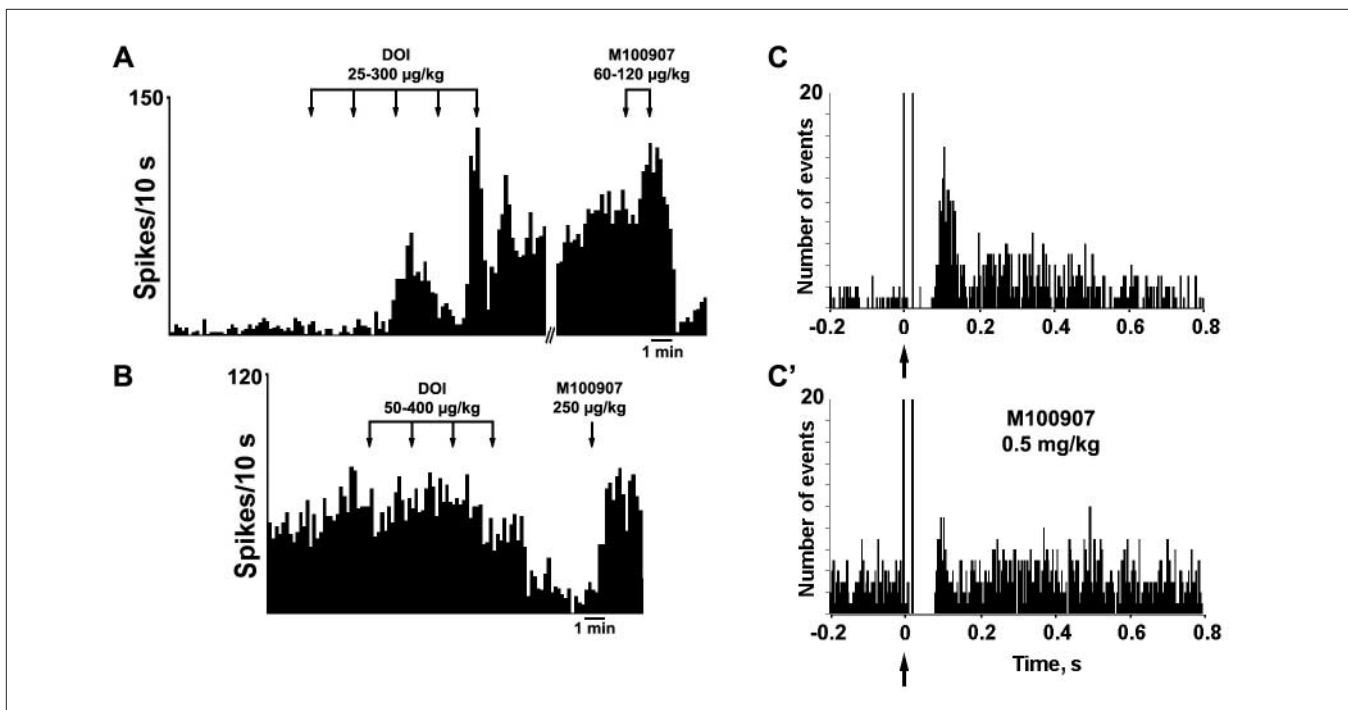 A
DOI
25-300 µg/kg
M100907
60-120 µg/kg
150
Spikes/10 s
//
1 min
B
DOI
50-400 µg/kg
M100907
250 µg/kg
120
Spikes/10 s
1 min
C
20
Number of events
-0.2 0 0.2 0.4 0.6 0.8
C'
20
M100907
0.5 mg/kg
Number of events
-0.2 0 0.2 0.4 0.6 0.8
Time, s